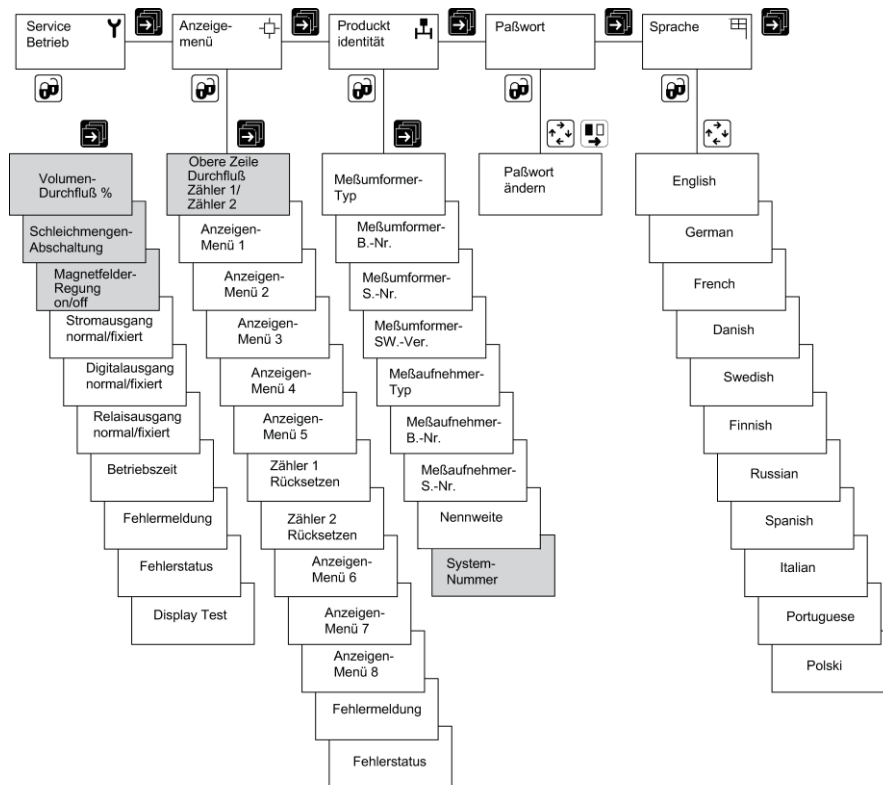 Service
Betrieb
Anzeige-
menü
Produckt
identität
Paßwort
Sprache
Volumen-
Durchfluß %
Schleichmengen-
Abschaltung
Magnetfelder-
Regung
on/off
Stromausgang
normal/fixiert
Digitalausgang
normal/fixiert
Relaisausgang
normal/fixiert
Betriebszeit
Fehlermeldung
Fehlerstatus
Display Test
Obere Zeile
Durchfluß
Zähler 1/
Zähler 2
Anzeigen-
Menü 1
Anzeigen-
Menü 2
Anzeigen-
Menü 3
Anzeigen-
Menü 4
Anzeigen-
Menü 5
Zähler 1
Rücksetzen
Zähler 2
Rücksetzen
Anzeigen-
Menü 6
Anzeigen-
Menü 7
Anzeigen-
Menü 8
Fehlermeldung
Fehlerstatus
Meßumformer-
Typ
Meßumformer-
B.-Nr.
Meßumformer-
S.-Nr.
Meßumformer-
SW.-Ver.
Meßaufnehmer-
Typ
Meßaufnehmer-
B.-Nr.
Meßaufnehmer-
S.-Nr.
Nennweite
System-
Nummer
Paßwort
ändern
English
German
French
Danish
Swedish
Finnish
Russian
Spanish
Italian
Portuguese
Polski